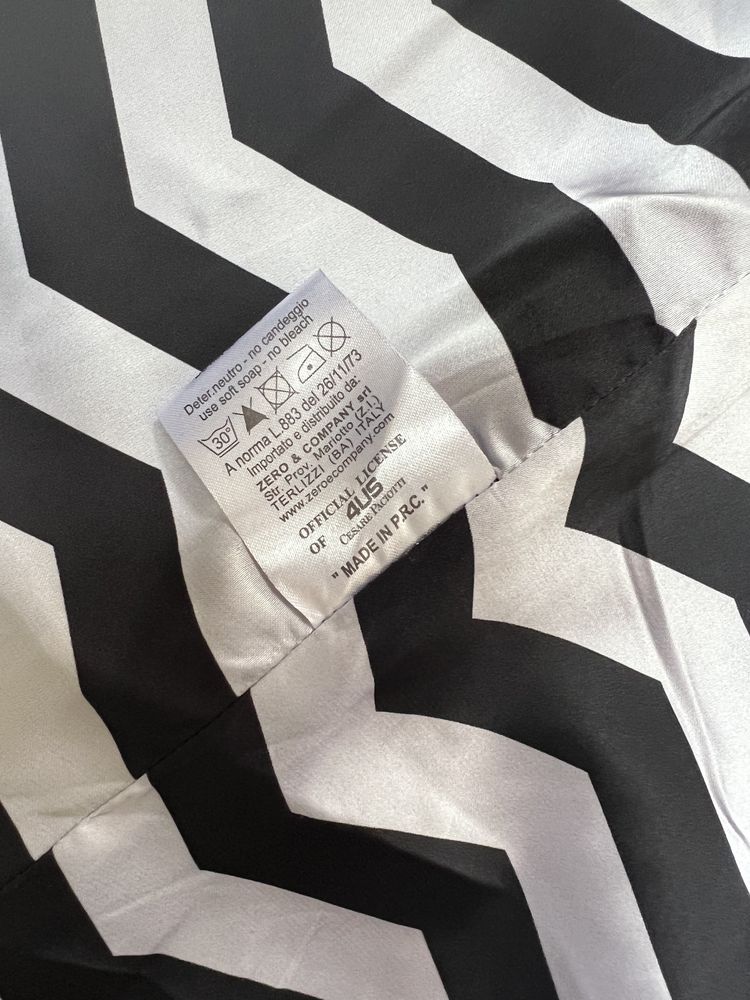 Deter.neutro - no candeggio
use soft soap - no bleach
30°
A norma L.883 del 26/11/73
Importato e distribuito da:
ZERO & COMPANY srl
Str. Prov. Mariotto (Z.I.)
TERLIZZI (BA) ITALY
www.zeroecompany.com
OFFICIAL LICENSE
OF 4US
CESARE PACIOTTI
" MADE IN P.R.C. "